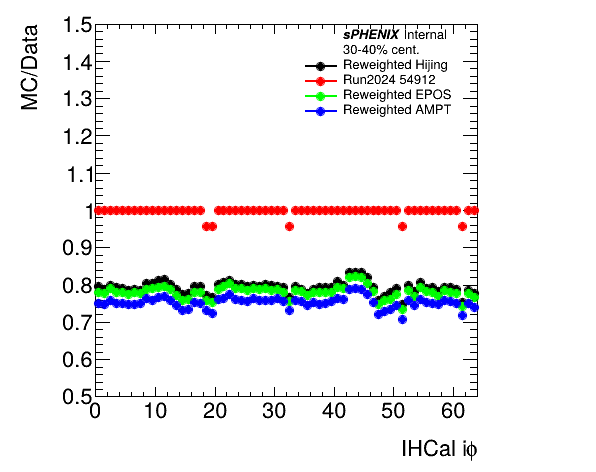 MC/Data
1.5
1.4
1.3
1.2
1.1
1
0.9
0.8
0.7
0.6
0.5
sPHENIX Internal
30-40% cent.
Reweighted Hijing
Run2024 54912
Reweighted EPOS
Reweighted AMPT
0 10 20 30 40 50 60
IHCal iϕ